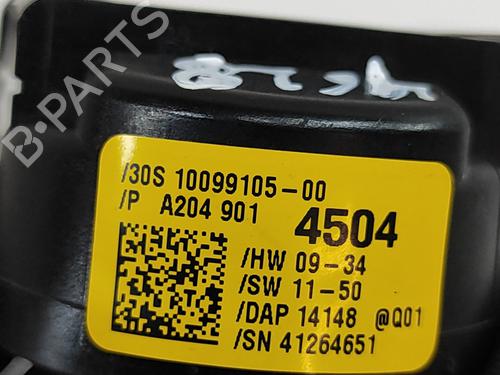 B-PARTS
/30S 10099105-00
/P A204 901 4504
/HW 09-34
/SW 11-50
/DAP 14148 @Q01
/SN 41264651